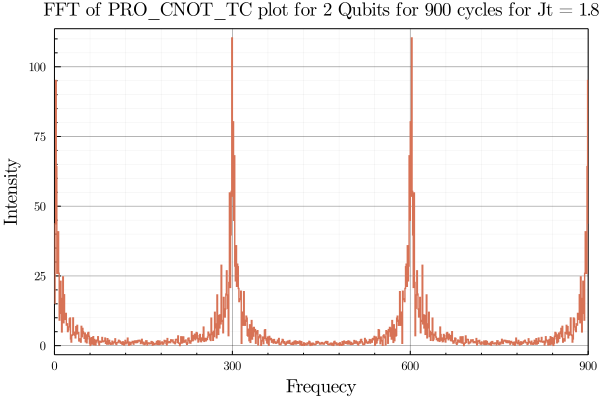 FFT of PRO_CNOT_TC plot for 2 Qubits for 900 cycles for Jt = 1.8
Intensity
100
75
50
25
0
0 300 600 900
Frequecy